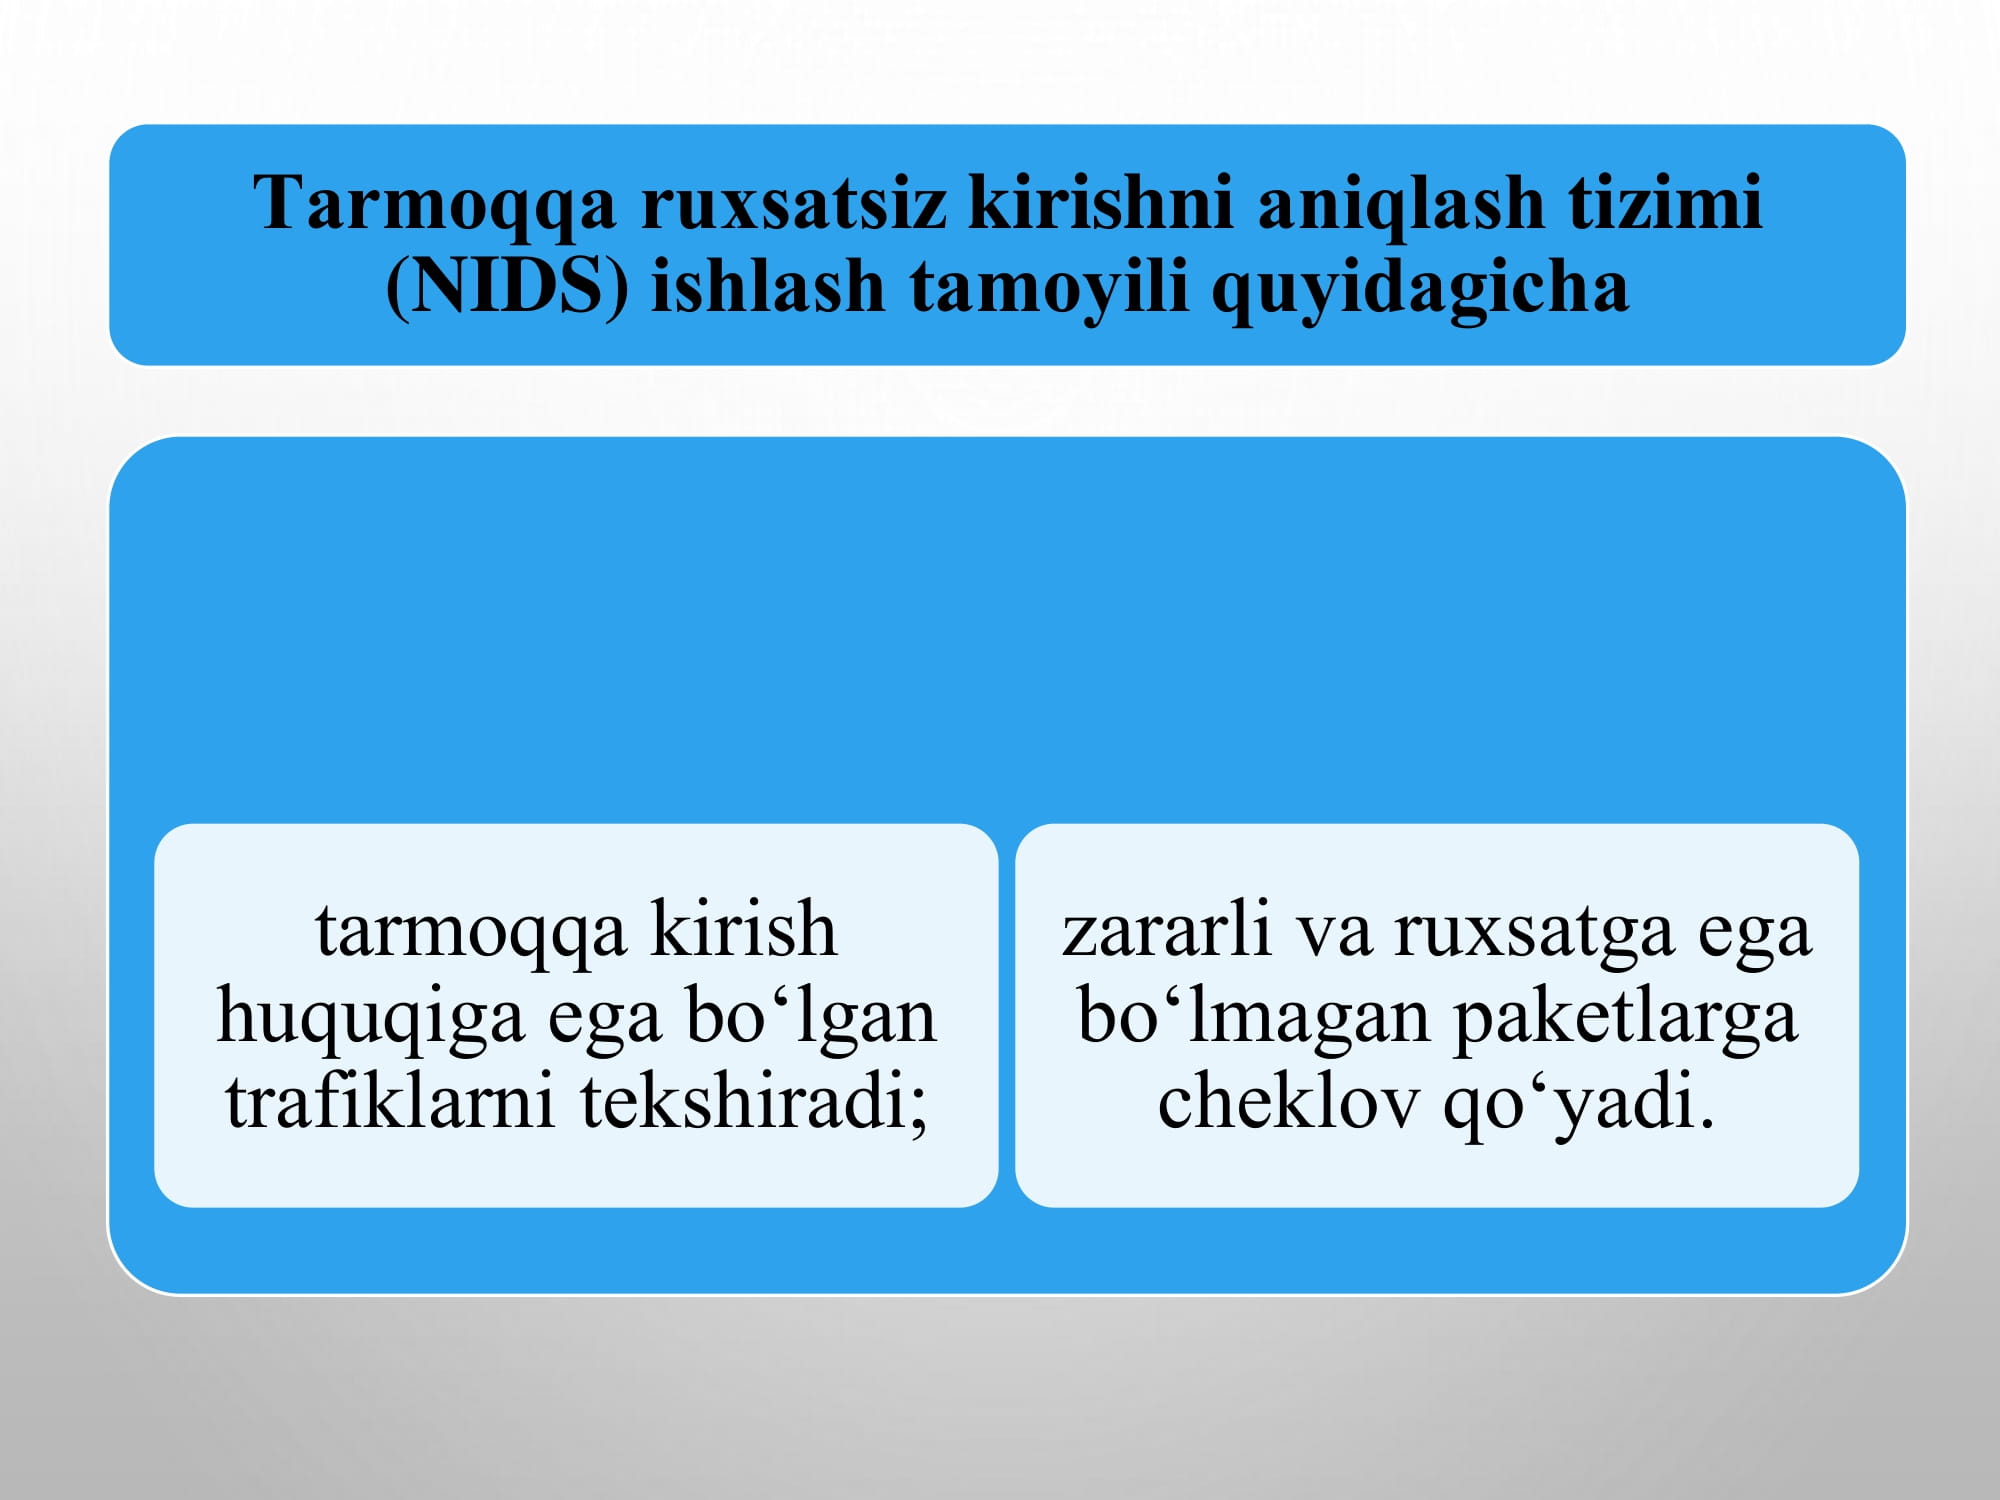 Tarmoqqa ruxsatsiz kirishni aniqlash tizimi
(NIDS) ishlash tamoyili quyidagicha
tarmoqqa kirish
huquqiga ega bo‘lgan
trafiklarni tekshiradi;
zararli va ruxsatga ega
bo‘lmagan paketlarga
cheklov qo‘yadi.